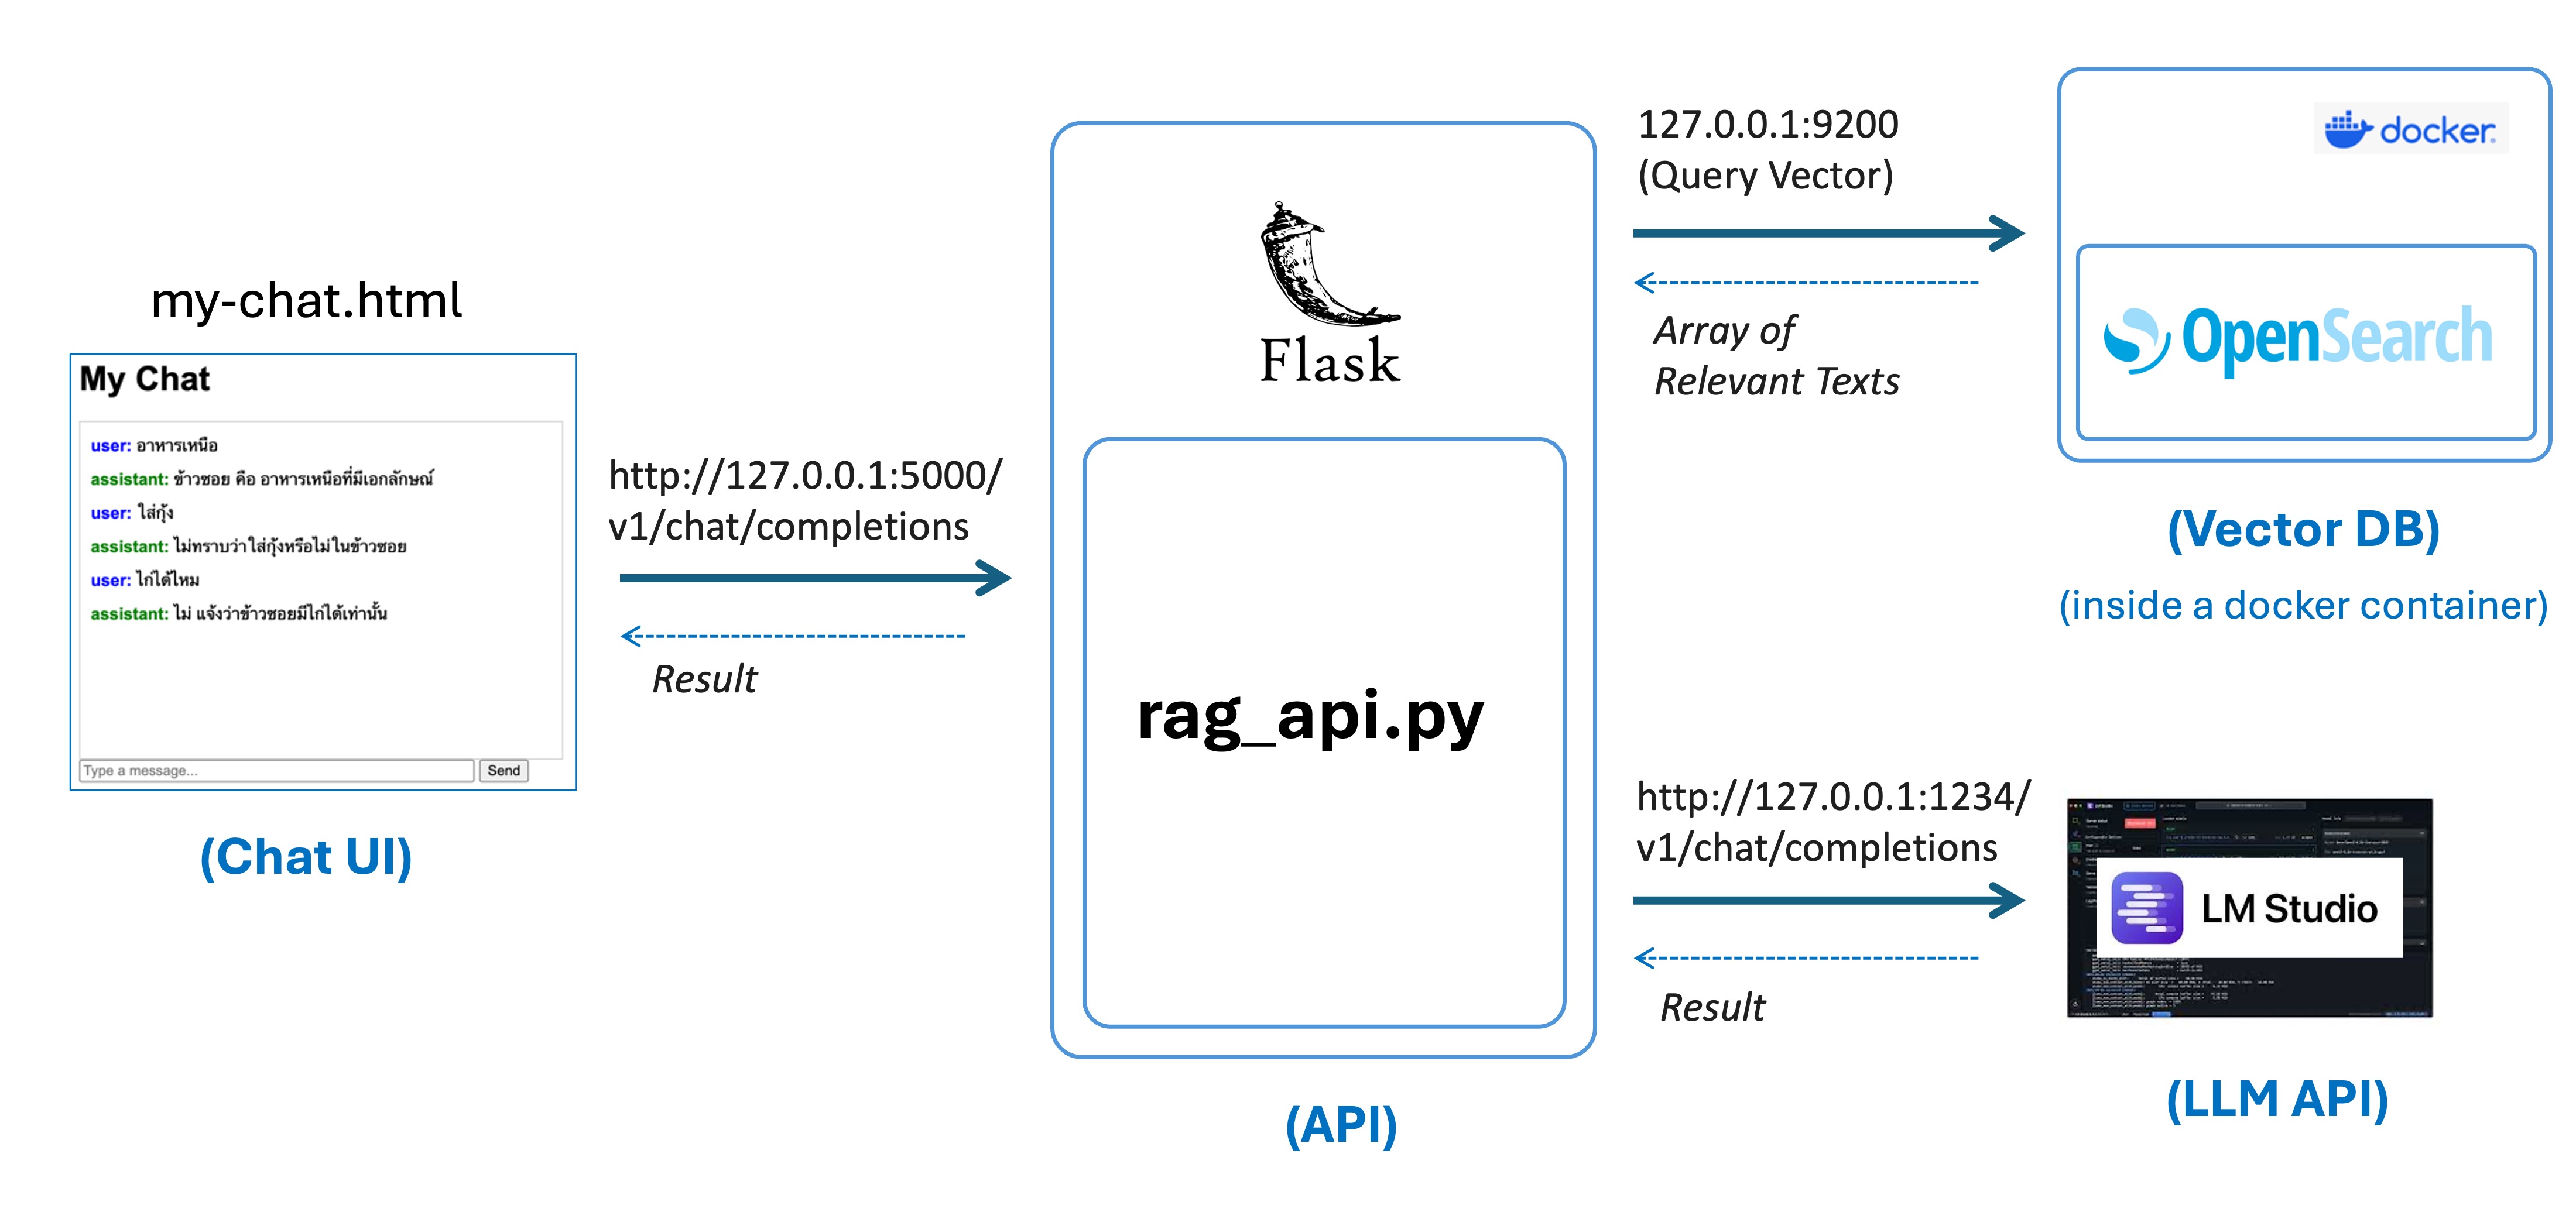 my-chat.html
My Chat
user: อาหารเหนือ
assistant: ข้าวซอย คือ อาหารเหนือที่มีเอกลักษณ์
user: ใส่กุ้ง
assistant: ไม่ทราบว่าใส่กุ้งหรือไม่ในข้าวซอย
user: ไก่ได้ไหม
assistant: ไม่ แจ้งว่าข้าวซอยมีไก่ได้เท่านั้น
Type a message...
Send
(Chat UI)
http://127.0.0.1:5000/
v1/chat/completions
Result
Flask
rag_api.py
(API)
127.0.0.1:9200
(Query Vector)
Array of
Relevant Texts
docker
OpenSearch
(Vector DB)
(inside a docker container)
http://127.0.0.1:1234/
v1/chat/completions
Result
LM Studio
(LLM API)